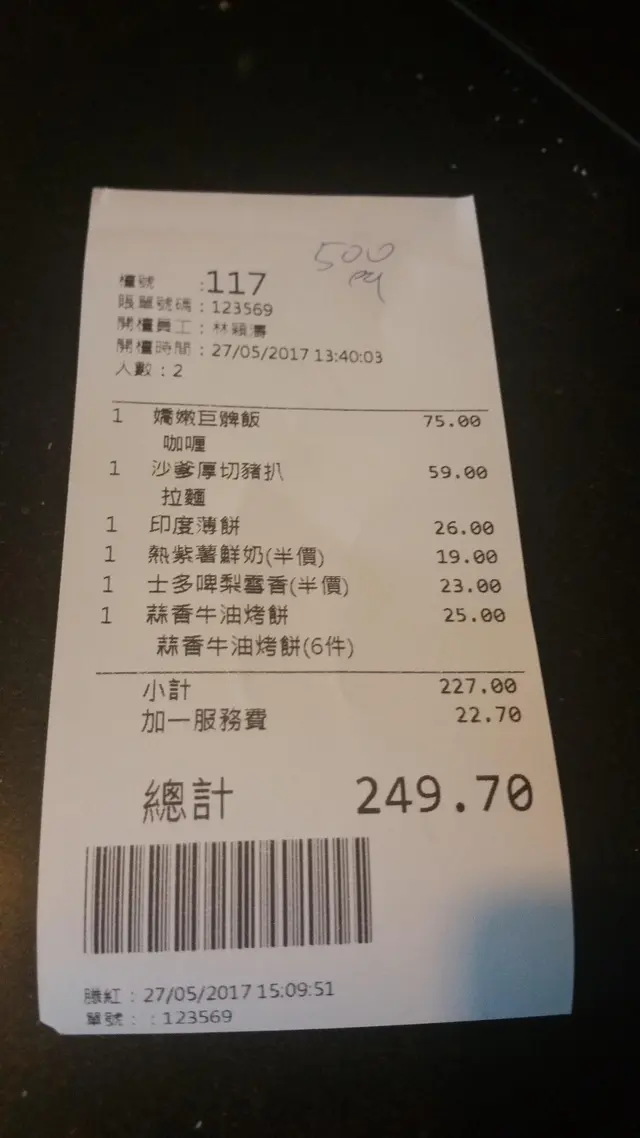 500
檯號 :117
賬單號碼 : 123569
開檯員工 : 林穎濤
開檯時間 : 27/05/2017 13:40:03
人數 : 2
1 嬌嫩巨髀飯 75.00
咖喱
1 沙爹厚切豬扒 59.00
拉麵
1 印度薄餅 26.00
1 熱紫薯鮮奶(半價) 19.00
1 士多啤梨雪香(半價) 23.00
1 蒜香牛油烤餅 25.00
蒜香牛油烤餅(6件)
小計 227.00
加一服務費 22.70
總計 249.70
: 27/05/2017 15:09:51
單號 : : 123569